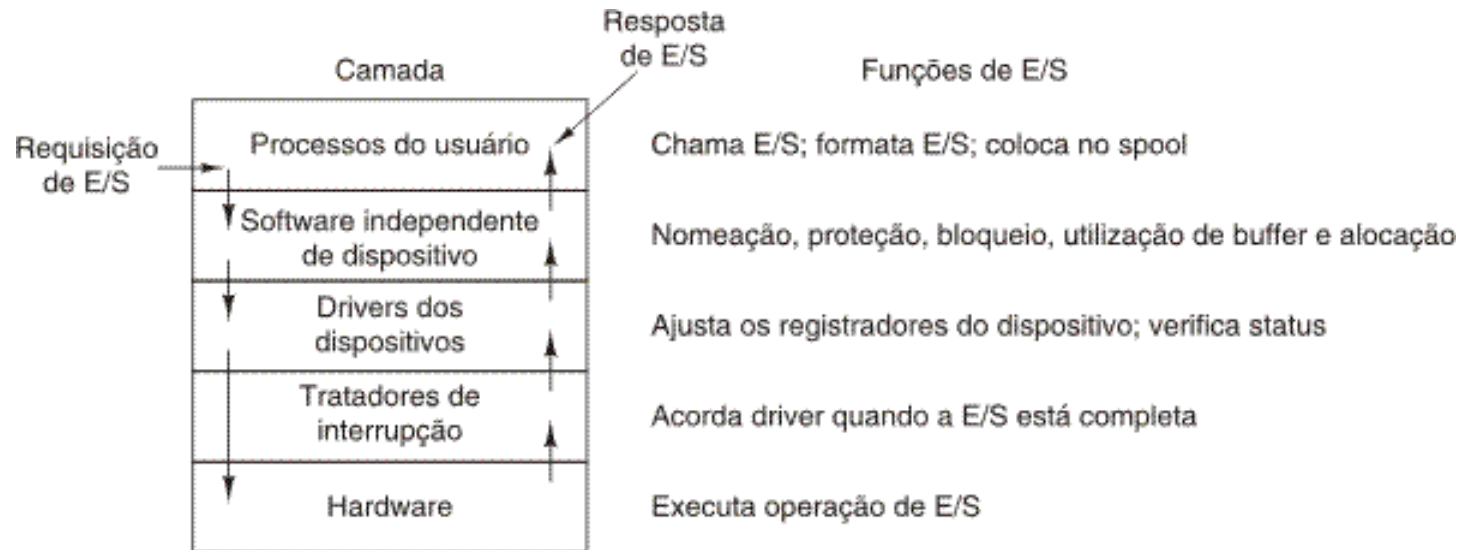 Resposta
de E/S
Camada
Funções de E/S
Requisição
de E/S
Processos do usuário
Chama E/S; formata E/S; coloca no spool
Software independente
de dispositivo
Nomeação, proteção, bloqueio, utilização de buffer e alocação
Drivers dos
dispositivos
Ajusta os registradores do dispositivo; verifica status
Tratadores de
interrupção
Acorda driver quando a E/S está completa
Hardware
Executa operação de E/S